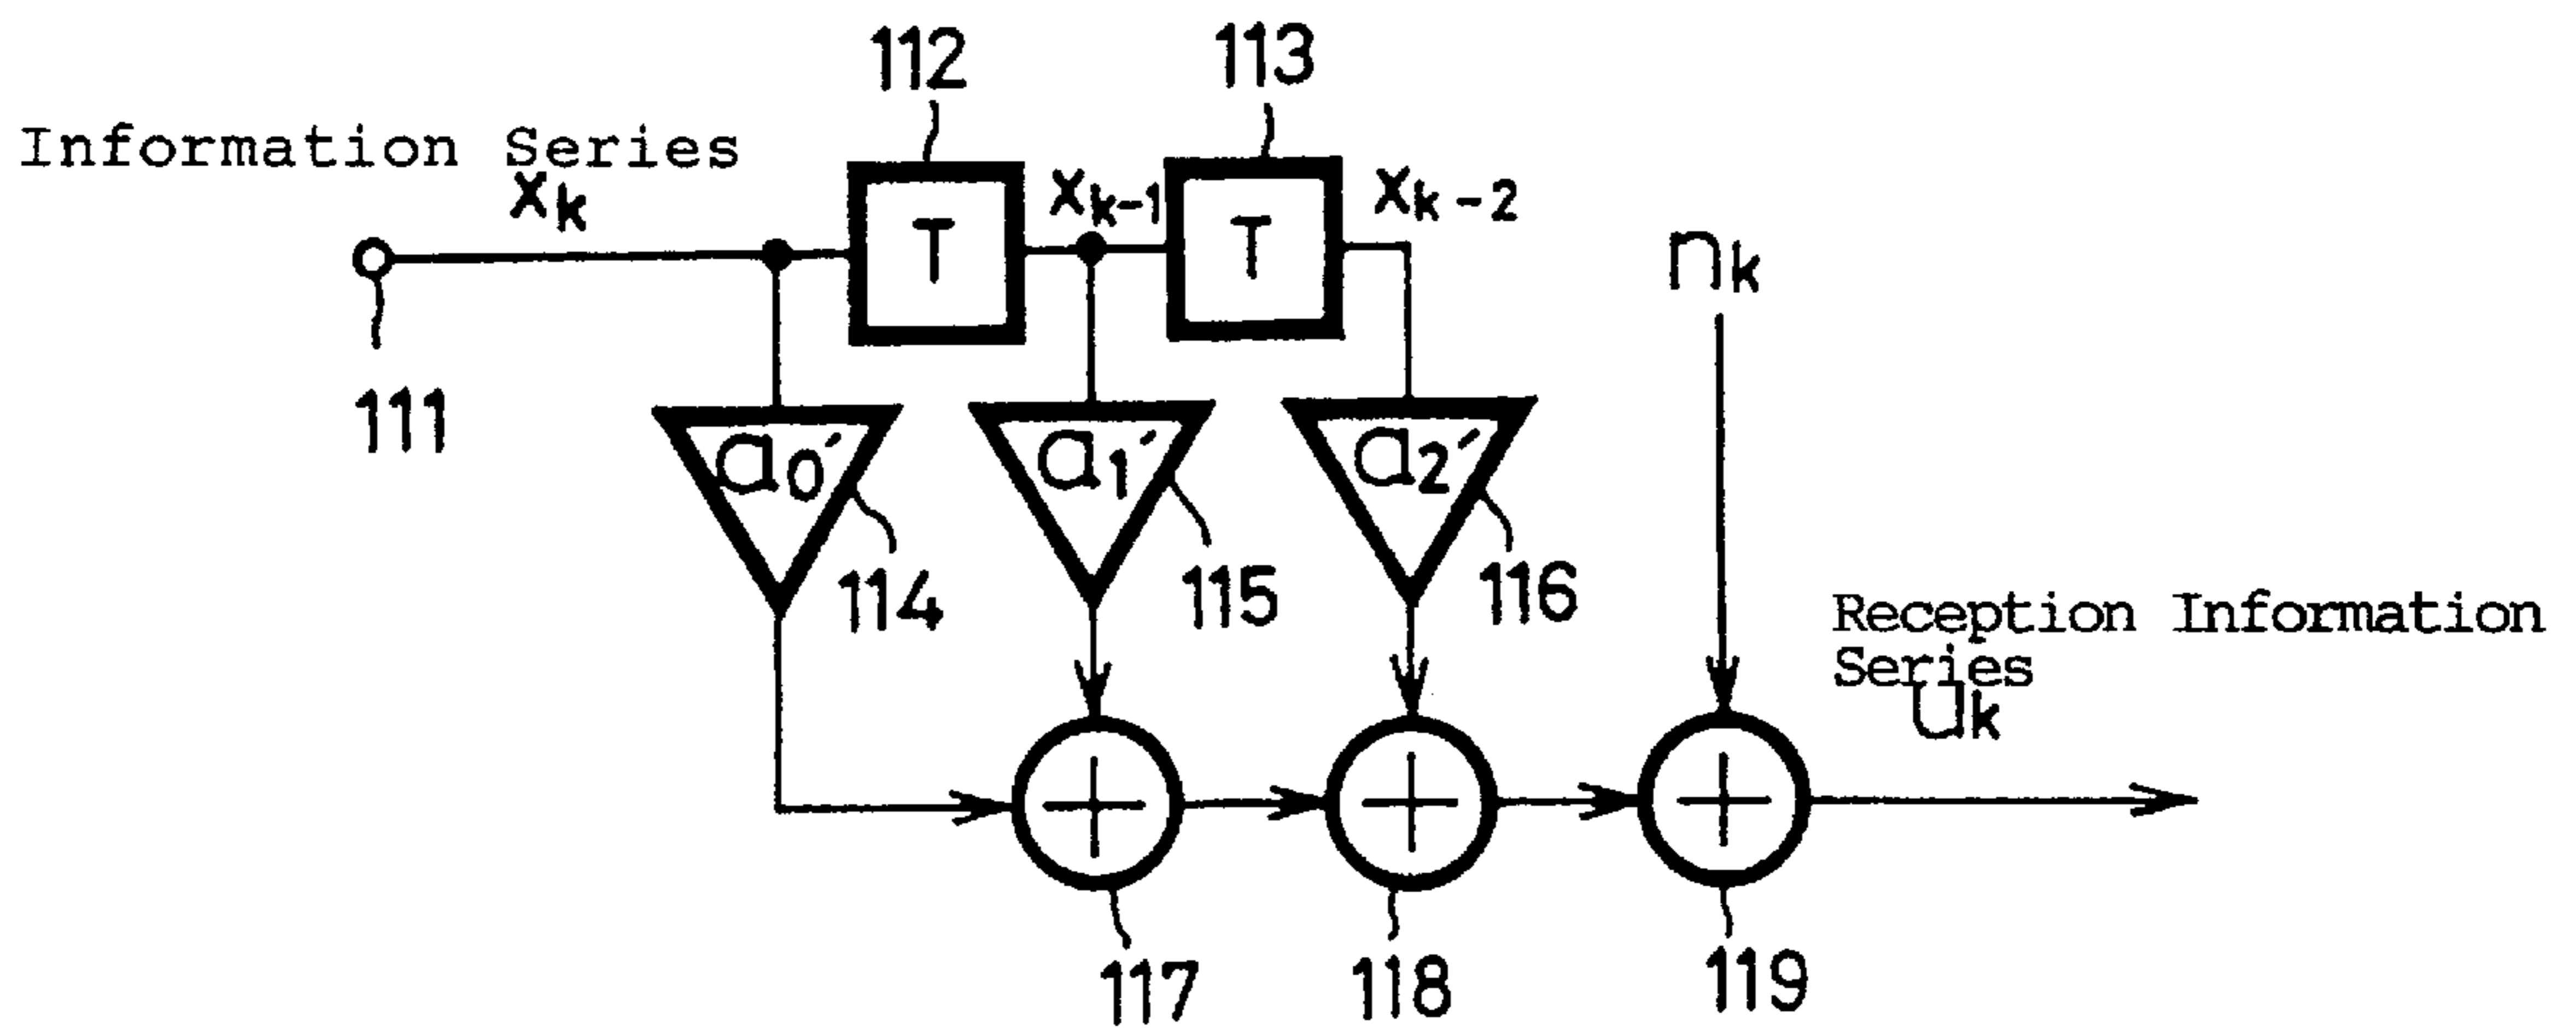 112
113
Information Series
xk
T
xk-1
T
xk-2
nk
111
a0′
a1′
a2′
114
115
116
Reception Information
Series
Uk
117
118
119